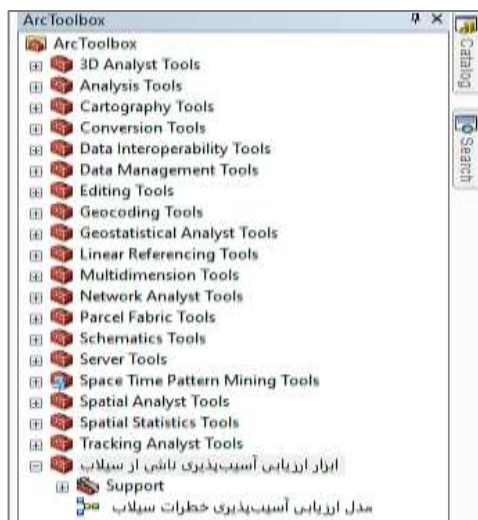 ArcToolbox
ArcToolbox
3D Analyst Tools
Analysis Tools
Cartography Tools
Conversion Tools
Data Interoperability Tools
Data Management Tools
Editing Tools
Geocoding Tools
Geostatistical Analyst Tools
Linear Referencing Tools
Multidimension Tools
Network Analyst Tools
Parcel Fabric Tools
Schematics Tools
Server Tools
Space Time Pattern Mining Tools
Spatial Analyst Tools
Spatial Statistics Tools
Tracking Analyst Tools
ابزار ارزیابی آسیب‌پذیری ناشی از سیلاب
Support
مدل ارزیابی آسیب‌پذیری خطرات سیلاب
Catalog
Search